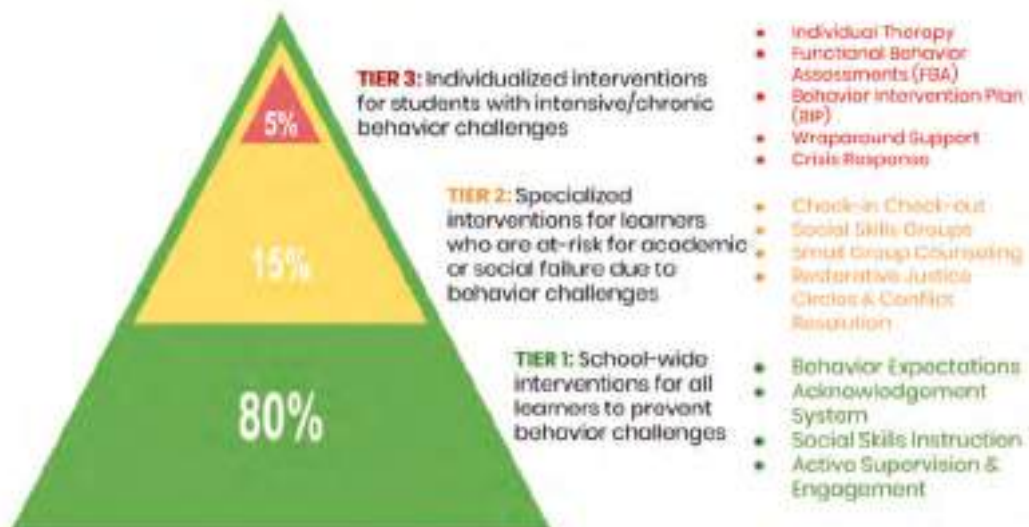 5%
15%
80%
TIER 3: Individualized interventions
for students with intensive/chronic
behavior challenges
Individual Therapy
Functional Behavior
Assessments (FBA)
Behavior Intervention Plan
(BIP)
Wraparound Support
Crisis Response
TIER 2: Specialized
interventions for learners
who are at-risk for academic
or social failure due to
behavior challenges
Check-in Check-out
Social Skills Groups
Small Group Counseling
Restorative Justice
Circles & Conflict
Resolution
TIER 1: School-wide
interventions for all
learners to prevent
behavior challenges
Behavior Expectations
Acknowledgement
System
Social Skills Instruction
Active Supervision &
Engagement